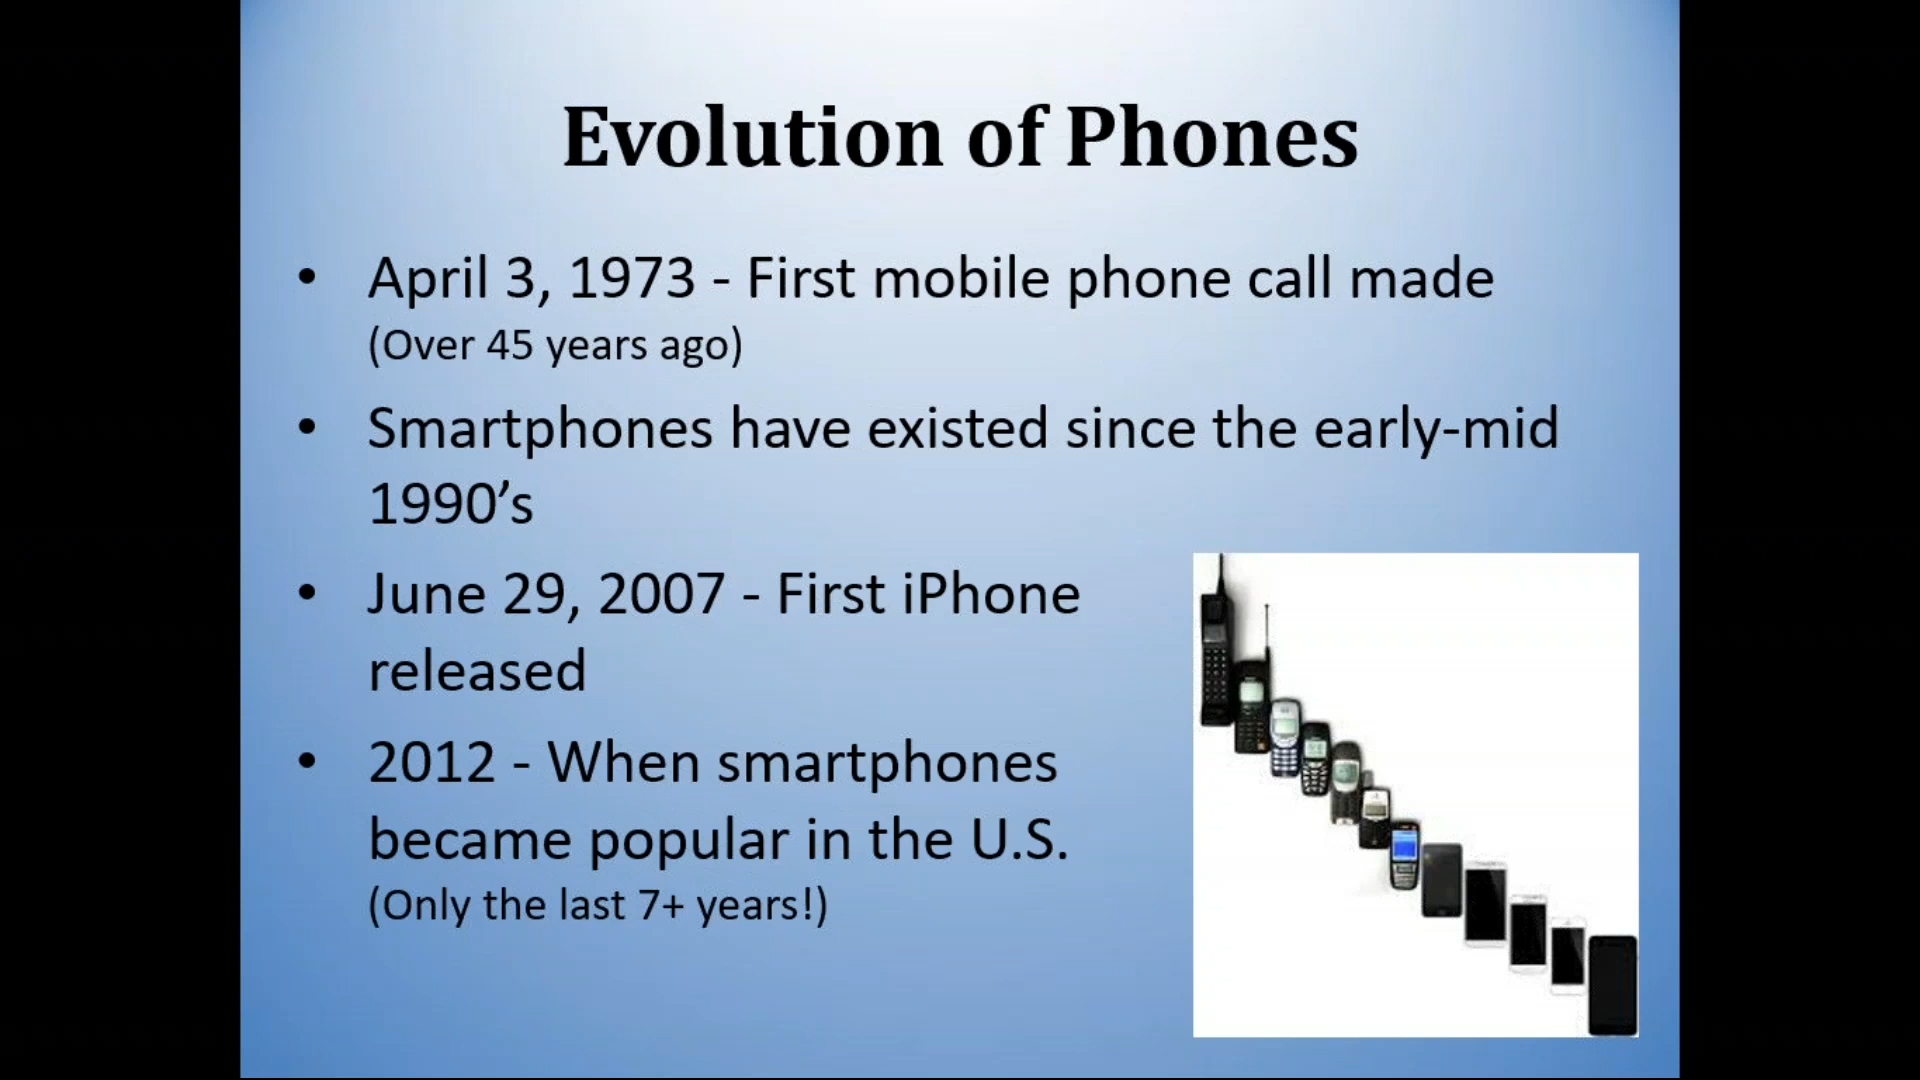 Evolution of Phones
• April 3, 1973 - First mobile phone call made
(Over 45 years ago)
• Smartphones have existed since the early-mid
1990’s
• June 29, 2007 - First iPhone
released
• 2012 - When smartphones
became popular in the U.S.
(Only the last 7+ years!)